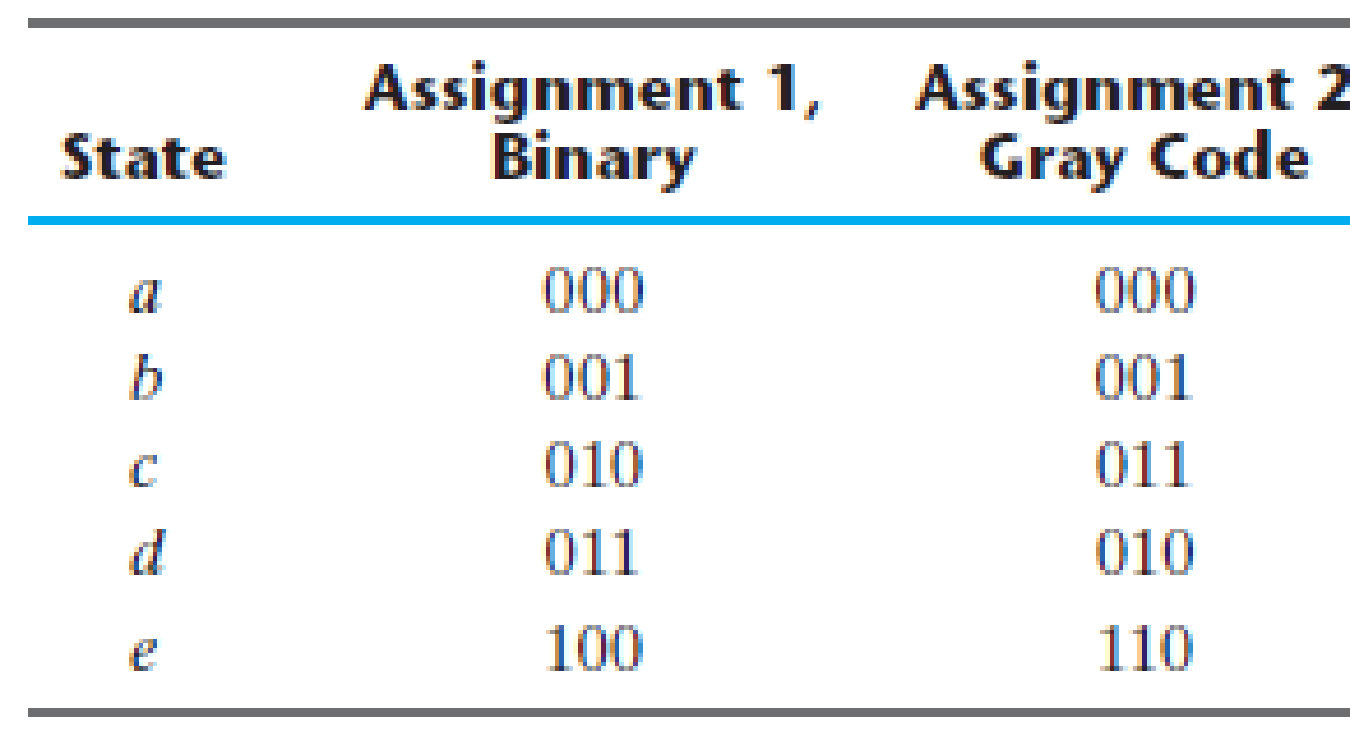 Assignment 1, Assignment 2
State Binary Gray Code
a 000 000
b 001 001
c 010 011
d 011 010
e 100 110